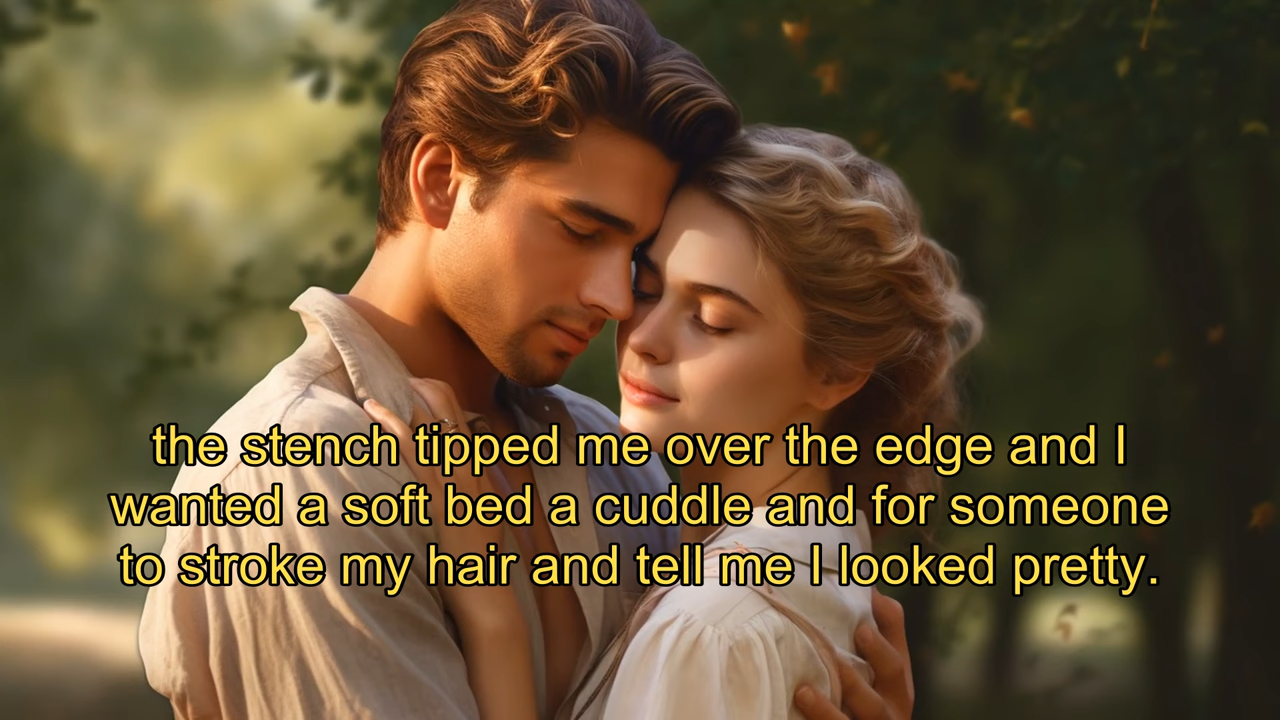 the stench tipped me over the edge and I
wanted a soft bed a cuddle and for someone
to stroke my hair and tell me I looked pretty.